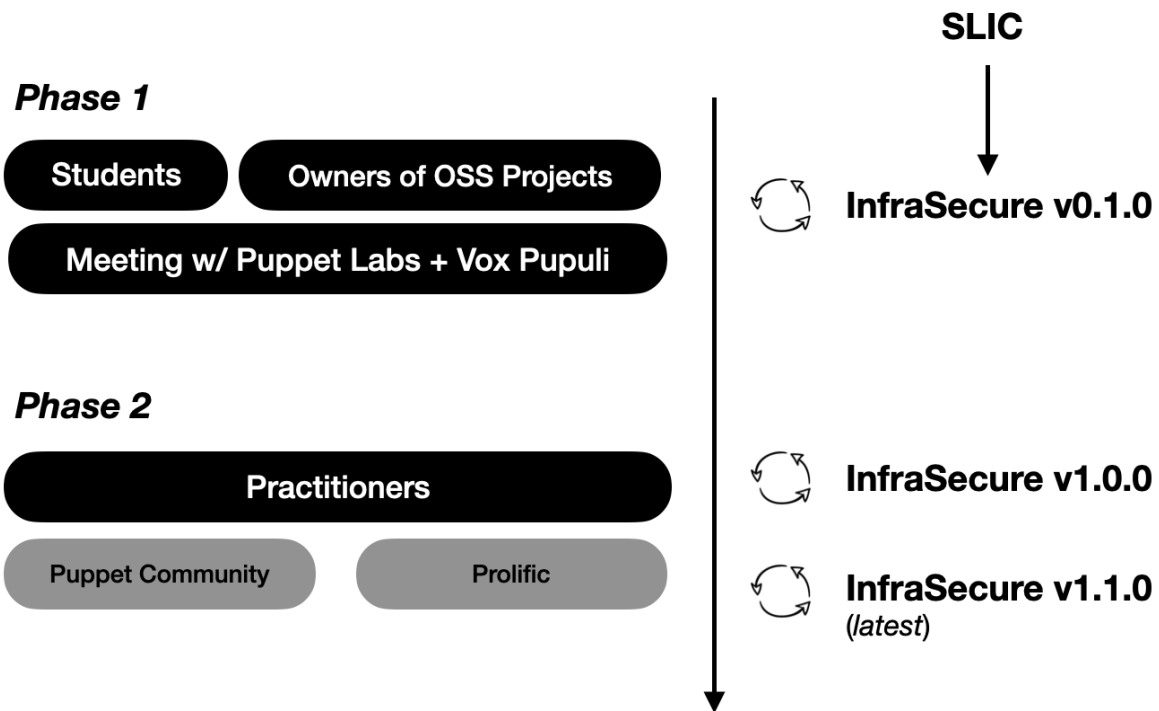 SLIC
Phase 1
Students
Owners of OSS Projects
Meeting w/ Puppet Labs + Vox Pupuli
InfraSecure v0.1.0
Phase 2
Practitioners
InfraSecure v1.0.0
Puppet Community
Prolific
InfraSecure v1.1.0
(latest)